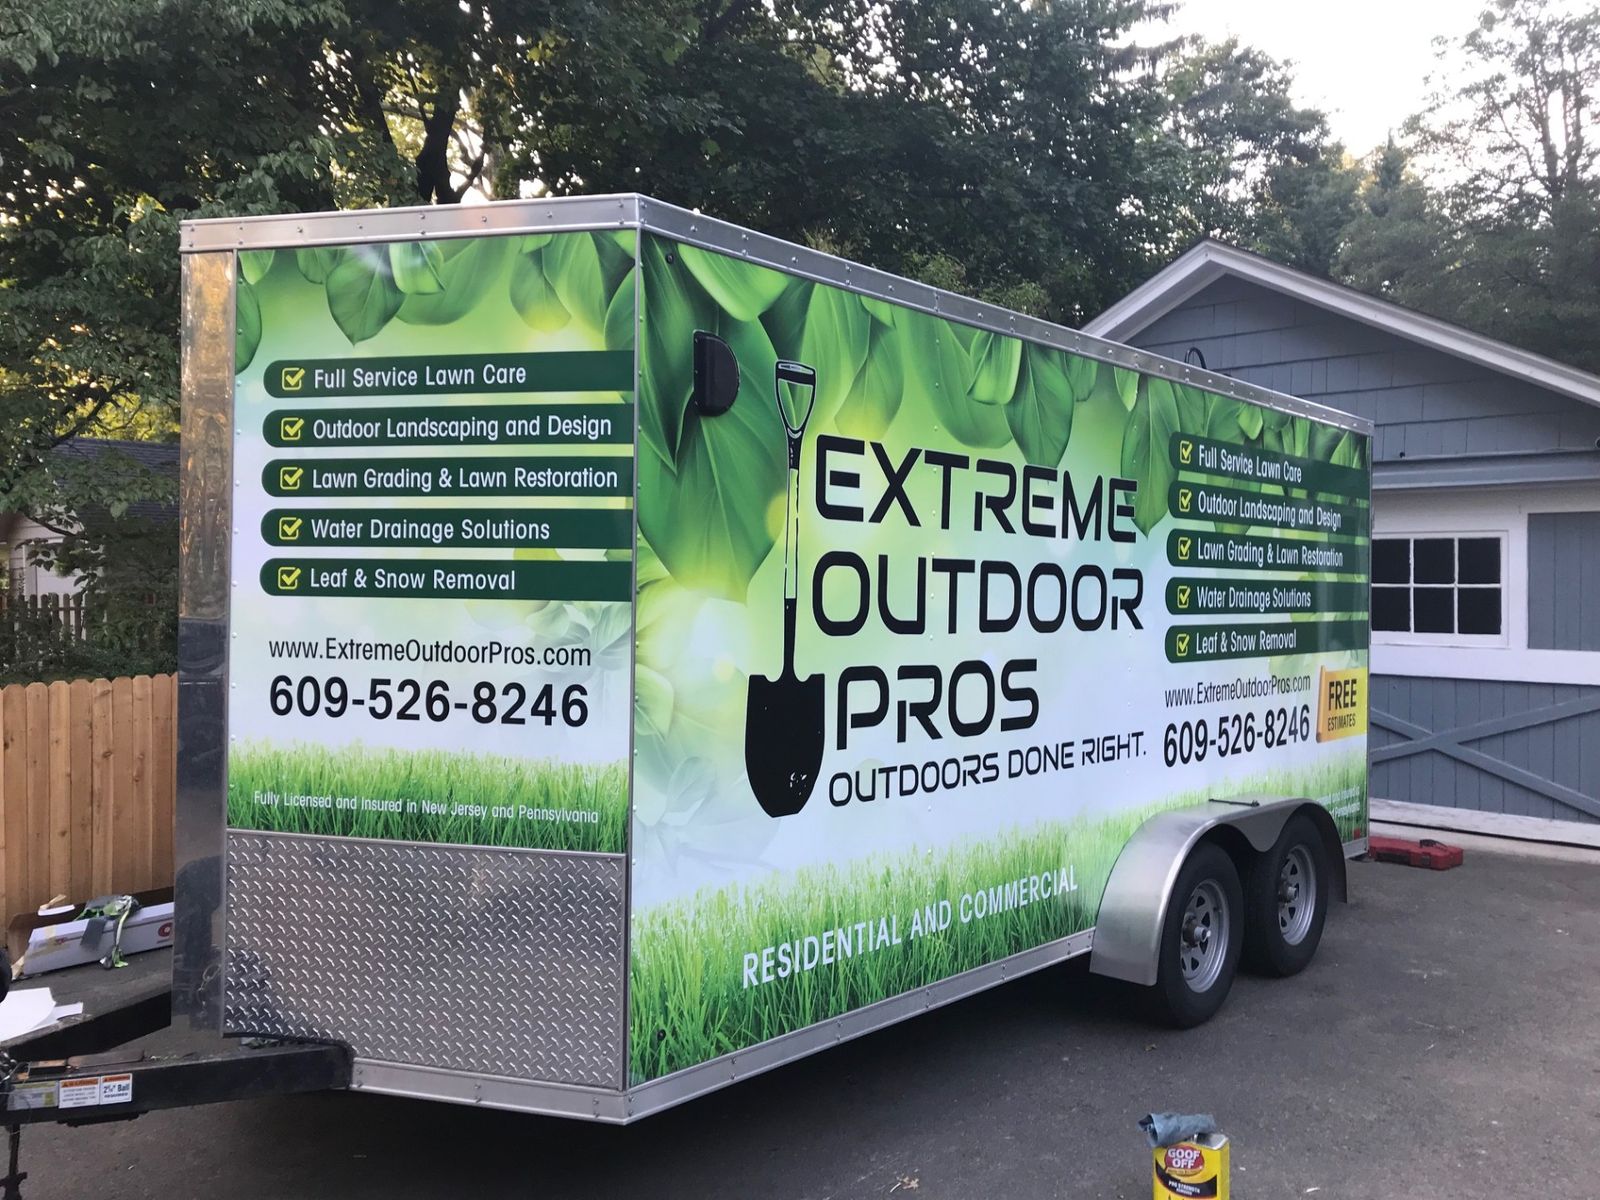 Full Service Lawn Care
Outdoor Landscaping and Design
Lawn Grading & Lawn Restoration
Water Drainage Solutions
Leaf & Snow Removal
www.ExtremeOutdoorPros.com
609-526-8246
Fully Licensed and Insured in New Jersey and Pennsylvania
EXTREME
OUTDOOR
PROS
OUTDOORS DONE RIGHT.
RESIDENTIAL AND COMMERCIAL
Full Service Lawn Care
Outdoor Landscaping and Design
Lawn Grading & Lawn Restoration
Water Drainage Solutions
Leaf & Snow Removal
www.ExtremeOutdoorPros.com
609-526-8246
FREE
ESTIMATES
Ball
GOOF
OFF
PRO STRENGTH